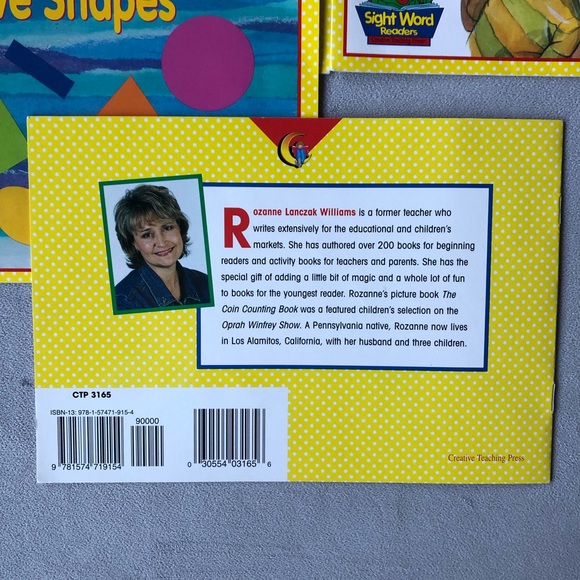 ve Shapes
Sight Word
Readers
Rozanne Lanczak Williams is a former teacher who
writes extensively for the educational and children's
markets. She has authored over 200 books for beginning
readers and activity books for teachers and parents. She has the
special gift of adding a little bit of magic and a whole lot of fun
to books for the youngest reader. Rozanne's picture book The
Coin Counting Book was a featured children's selection on the
Oprah Winfrey Show. A Pennsylvania native, Rozanne now lives
in Los Alamitos, California, with her husband and three children.
CTP 3165
ISBN-13: 978-1-57471-915-4
90000
9 781574 719154
0 30554 03165 6
Creative Teaching Press